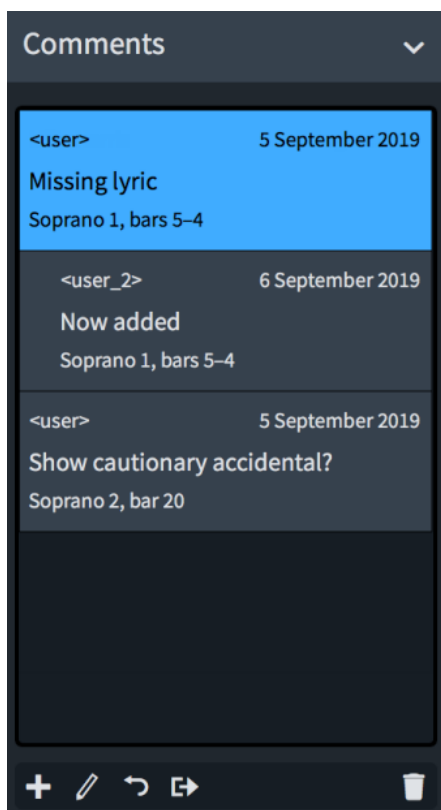 Comments
<user> 5 September 2019
Missing lyric
Soprano 1, bars 5–4
<user_2> 6 September 2019
Now added
Soprano 1, bars 5–4
<user> 5 September 2019
Show cautionary accidental?
Soprano 2, bar 20